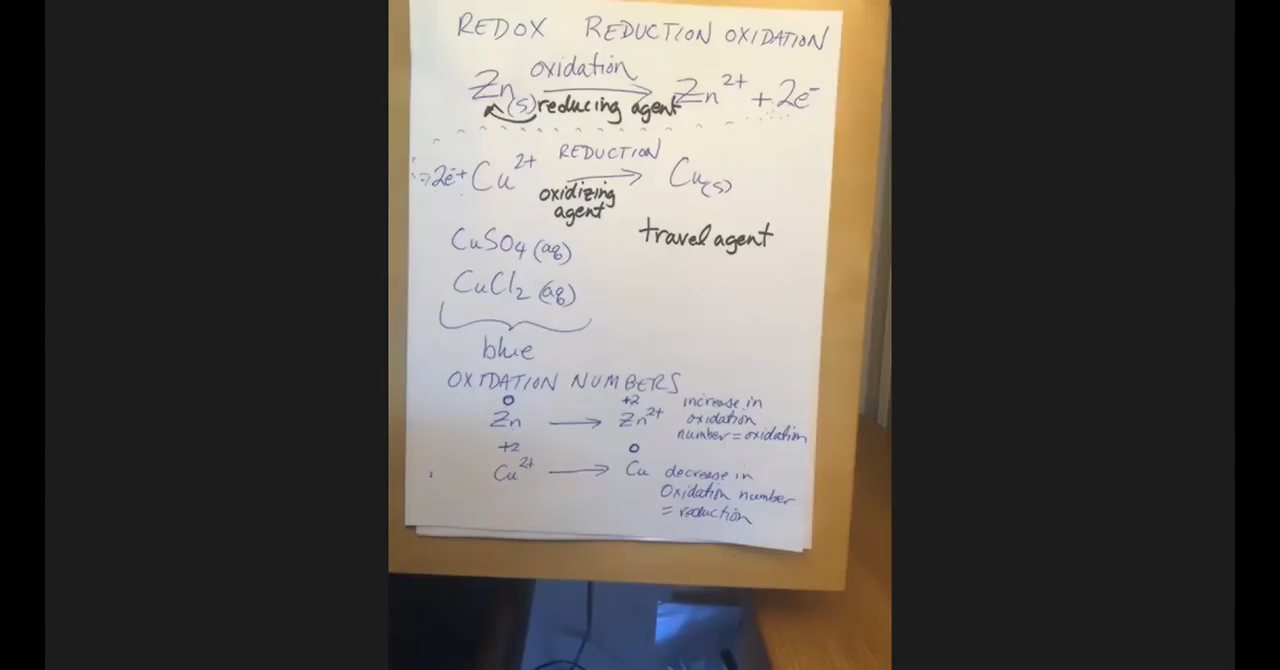 REDOX REDUCTION OXIDATION
Zn(s) oxidation → Zn²⁺ + 2e⁻
reducing agent
2e⁻ + Cu²⁺ REDUCTION → Cu(s)
oxidizing
agent
travel agent
CuSO₄ (aq)
CuCl₂ (aq)
blue
OXIDATION NUMBERS
0 +2
Zn → Zn²⁺
increase in
oxidation
number = oxidation
+2 0
Cu²⁺ → Cu
decrease in
Oxidation number
= reduction